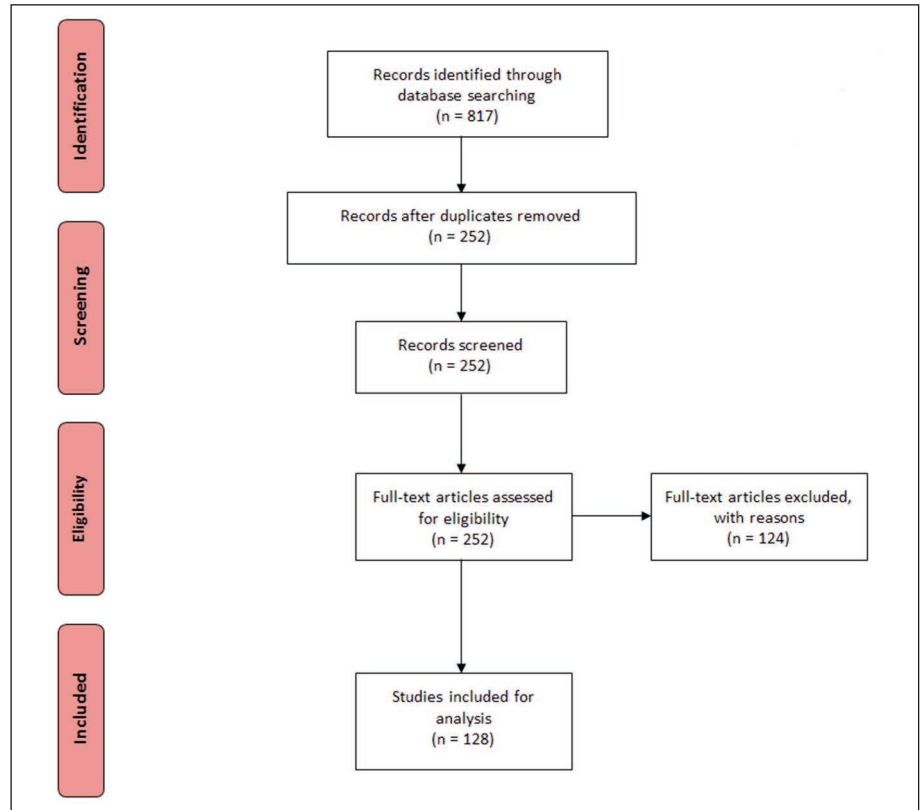 Identification
Records identified through
database searching
(n = 817)
Records after duplicates removed
(n = 252)
Screening
Records screened
(n = 252)
Eligibility
Full-text articles assessed
for eligibility
(n = 252)
Full-text articles excluded,
with reasons
(n = 124)
Included
Studies included for
analysis
(n = 128)